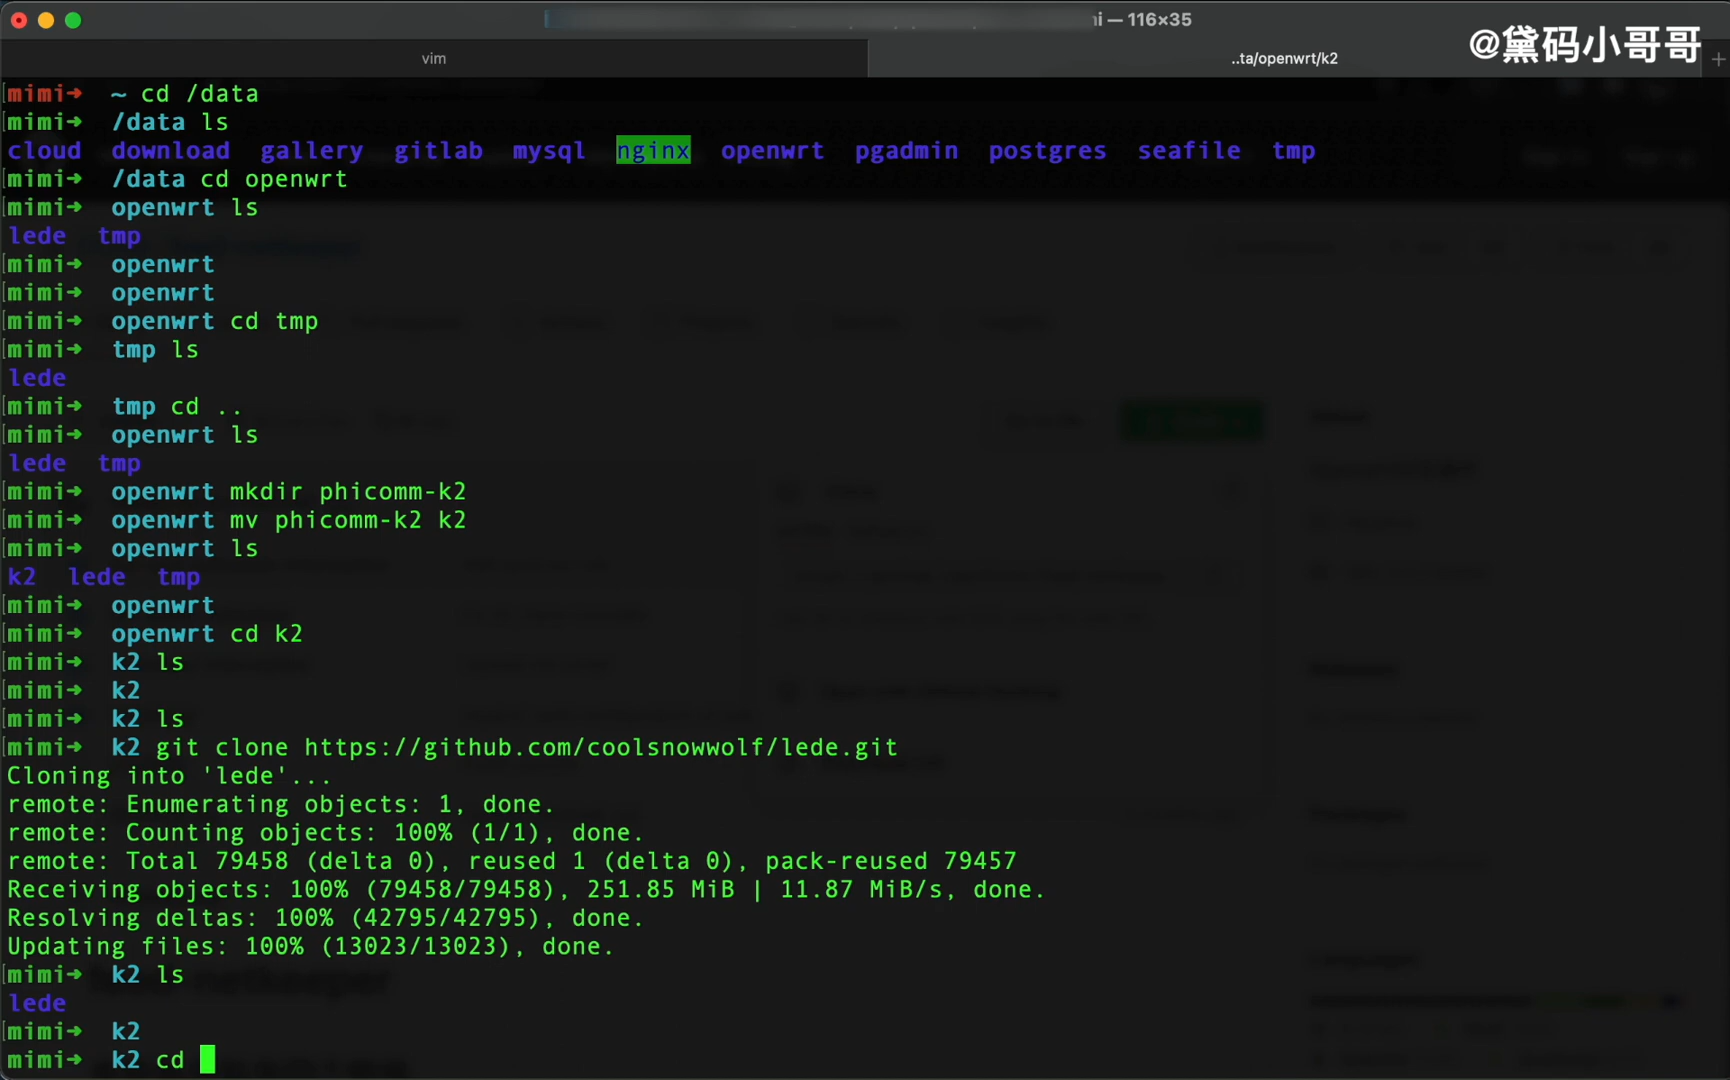 i — 116×35
@黛码小哥哥
vim
..ta/openwrt/k2
mimi→ ~ cd /data
mimi→ /data ls
cloud download gallery gitlab mysql nginx openwrt pgadmin postgres seafile tmp
mimi→ /data cd openwrt
mimi→ openwrt ls
lede tmp
mimi→ openwrt
mimi→ openwrt
mimi→ openwrt cd tmp
mimi→ tmp ls
lede
mimi→ tmp cd ..
mimi→ openwrt ls
lede tmp
mimi→ openwrt mkdir phicomm-k2
mimi→ openwrt mv phicomm-k2 k2
mimi→ openwrt ls
k2 lede tmp
mimi→ openwrt
mimi→ openwrt cd k2
mimi→ k2 ls
mimi→ k2
mimi→ k2 ls
mimi→ k2 git clone https://github.com/coolsnowwolf/lede.git
Cloning into 'lede'...
remote: Enumerating objects: 1, done.
remote: Counting objects: 100% (1/1), done.
remote: Total 79458 (delta 0), reused 1 (delta 0), pack-reused 79457
Receiving objects: 100% (79458/79458), 251.85 MiB | 11.87 MiB/s, done.
Resolving deltas: 100% (42795/42795), done.
Updating files: 100% (13023/13023), done.
mimi→ k2 ls
lede
mimi→ k2
mimi→ k2 cd